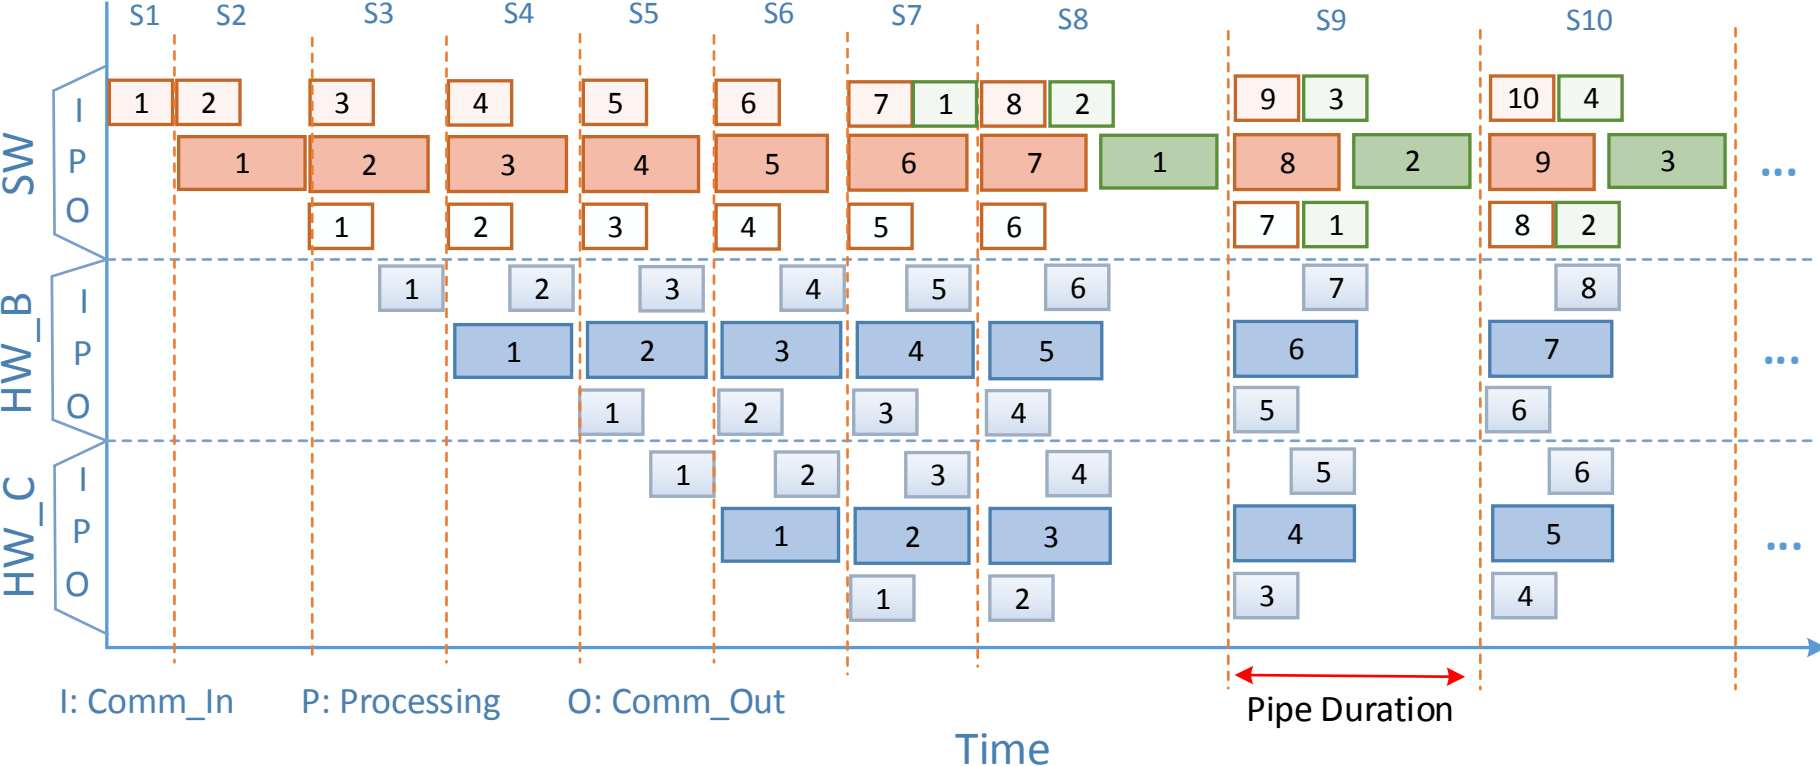 S1 S2 S3 S4 S5 S6 S7 S8 S9 S10
SW
I 1 2 3 4 5 6 7 1 8 2 9 3 10 4
P 1 2 3 4 5 6 7 1 8 2 9 3 ...
O 1 2 3 4 5 6 7 1 8 2
HW_B
I 1 2 3 4 5 6 7 8
P 1 2 3 4 5 6 7 ...
O 1 2 3 4 5 6
HW_C
I 1 2 3 4 5 6
P 1 2 3 4 5 ...
O 1 2 3 4
I: Comm_In P: Processing O: Comm_Out
Pipe Duration
Time